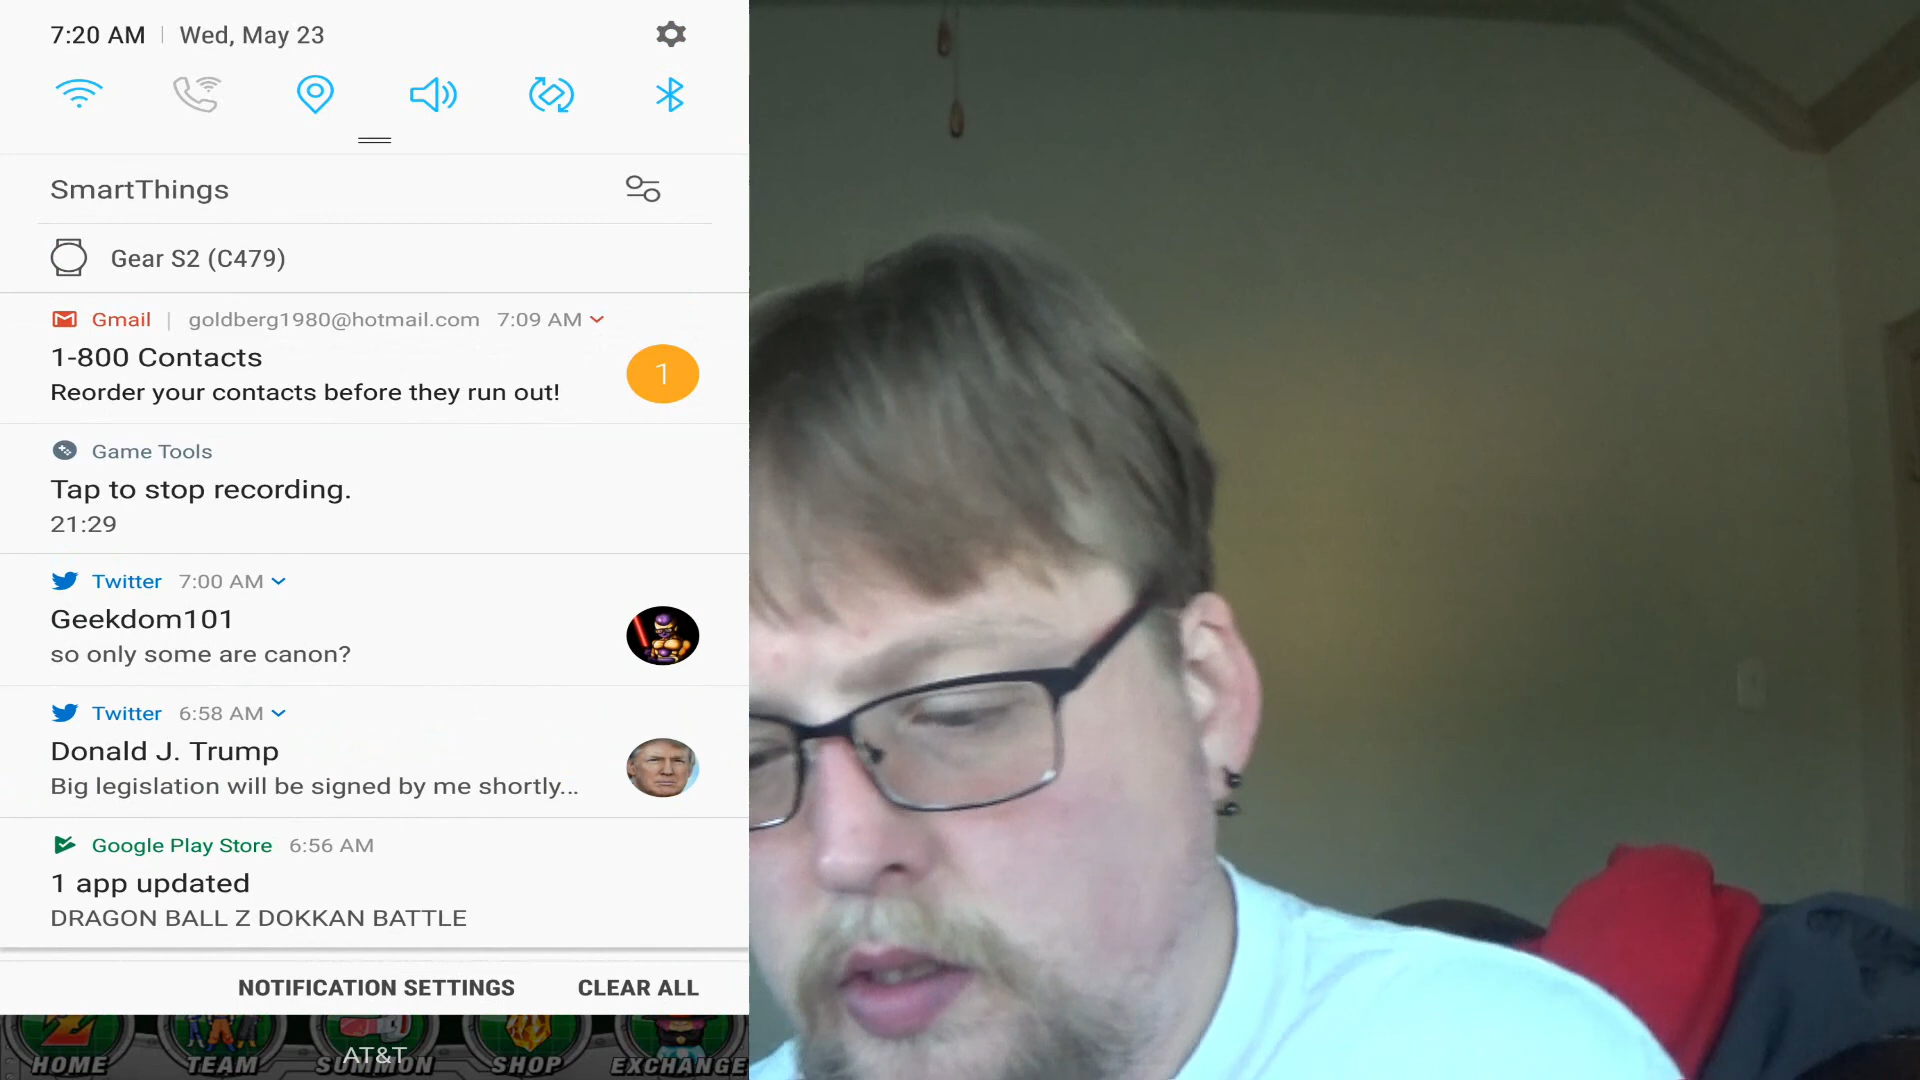 7:20 AM | Wed, May 23
SmartThings
Gear S2 (C479)
Gmail | goldberg1980@hotmail.com 7:09 AM
1-800 Contacts
Reorder your contacts before they run out!
1
Game Tools
Tap to stop recording.
21:29
Twitter 7:00 AM
Geekdom101
so only some are canon?
Twitter 6:58 AM
Donald J. Trump
Big legislation will be signed by me shortly...
Google Play Store 6:56 AM
1 app updated
DRAGON BALL Z DOKKAN BATTLE
NOTIFICATION SETTINGS CLEAR ALL
HOME TEAM SUMMON SHOP EXCHANGE
AT&T